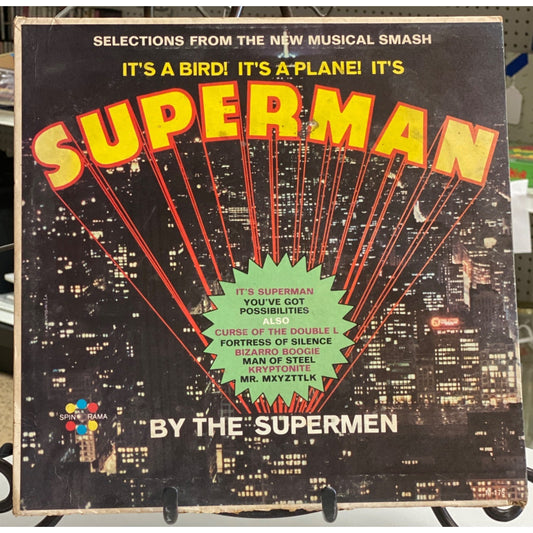 SELECTIONS FROM THE NEW MUSICAL SMASH
IT'S A BIRD! IT'S A PLANE! IT'S
SUPERMAN
IT'S SUPERMAN
YOU'VE GOT
POSSIBILITIES
ALSO
CURSE OF THE DOUBLE L
FORTRESS OF SILENCE
BIZARRO BOOGIE
MAN OF STEEL
KRYPTONITE
MR. MXYZTTLK
SPIN O RAMA
BY THE SUPERMEN